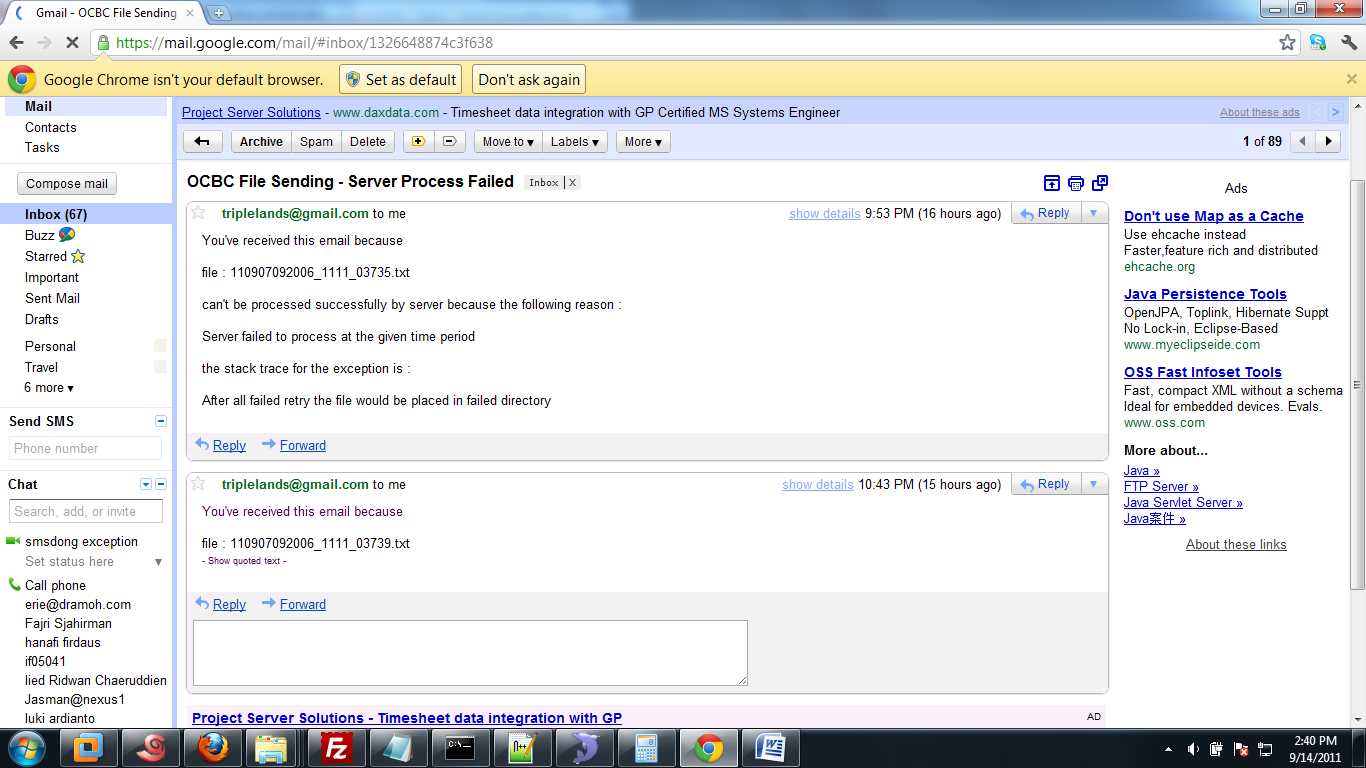 Gmail - OCBC File Sending
https://mail.google.com/mail/#inbox/1326648874c3f638
Google Chrome isn't your default browser. Set as default Don't ask again
Mail
Contacts
Tasks
Compose mail
Inbox (67)
Buzz
Starred
Important
Sent Mail
Drafts
Personal
Travel
6 more ▾
Send SMS
Phone number
Chat
Search, add, or invite
smsdong exception
Set status here
Call phone
erie@dramoh.com
Fajri Sjahirman
hanafi firdaus
if05041
lied Ridwan Chaeruddien
Jasman@nexus1
luki ardianto
Project Server Solutions - www.daxdata.com - Timesheet data integration with GP Certified MS Systems Engineer
About these ads < >
Archive Spam Delete Move to ▾ Labels ▾ More ▾ 1 of 89
OCBC File Sending - Server Process Failed Inbox | X
triplelands@gmail.com to me show details 9:53 PM (16 hours ago) Reply
You've received this email because
file : 110907092006_1111_03735.txt
can't be processed successfully by server because the following reason :
Server failed to process at the given time period
the stack trace for the exception is :
After all failed retry the file would be placed in failed directory
Reply Forward
triplelands@gmail.com to me show details 10:43 PM (15 hours ago) Reply
You've received this email because
file : 110907092006_1111_03739.txt
- Show quoted text -
Reply Forward
Project Server Solutions - Timesheet data integration with GP AD
Ads
Don't use Map as a Cache
Use ehcache instead
Faster,feature rich and distributed
ehcache.org
Java Persistence Tools
OpenJPA, Toplink, Hibernate Suppt
No Lock-in, Eclipse-Based
www.myeclipseide.com
OSS Fast Infoset Tools
Fast, compact XML without a schema
Ideal for embedded devices. Evals.
www.oss.com
More about...
Java »
FTP Server »
Java Servlet Server »
Java案件 »
About these links
Fz
C:\.
N++
W
2:40 PM
9/14/2011